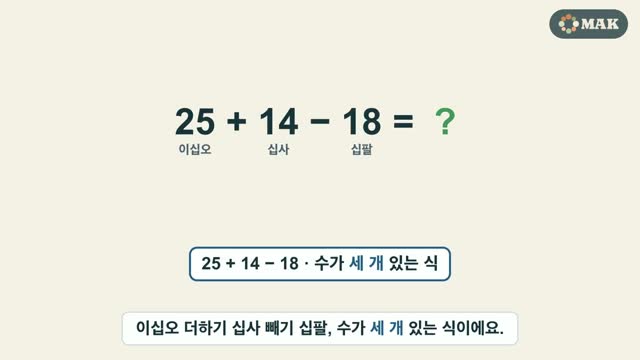 MAK
25 + 14 − 18 = ?
이십오 십사 십팔
25 + 14 − 18 · 수가 세 개 있는 식
이십오 더하기 십사 빼기 십팔, 수가 세 개 있는 식이에요.